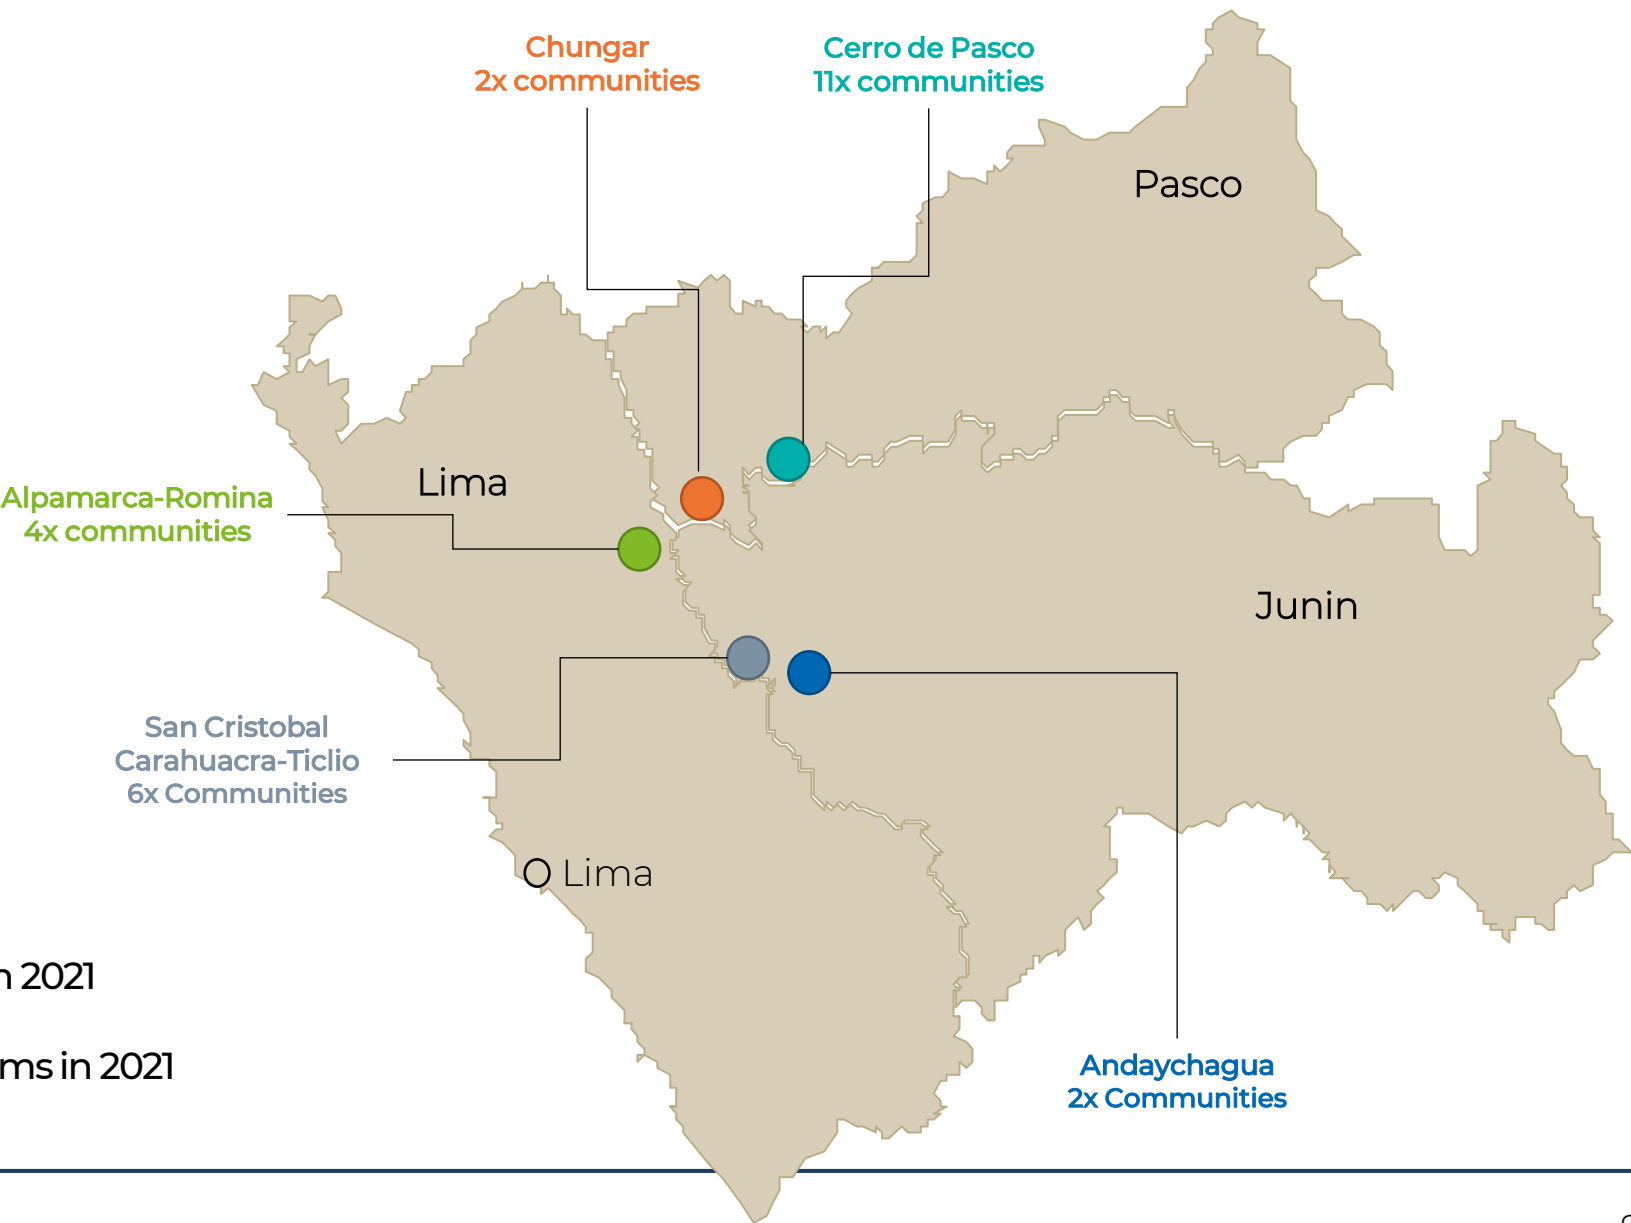 Chungar
2x communities
Cerro de Pasco
11x communities
Pasco
Lima
Alpamarca-Romina
4x communities
Junin
San Cristobal
Carahuacra-Ticlio
6x Communities
Lima
in 2021
Andaychagua
2x Communities
ms in 2021